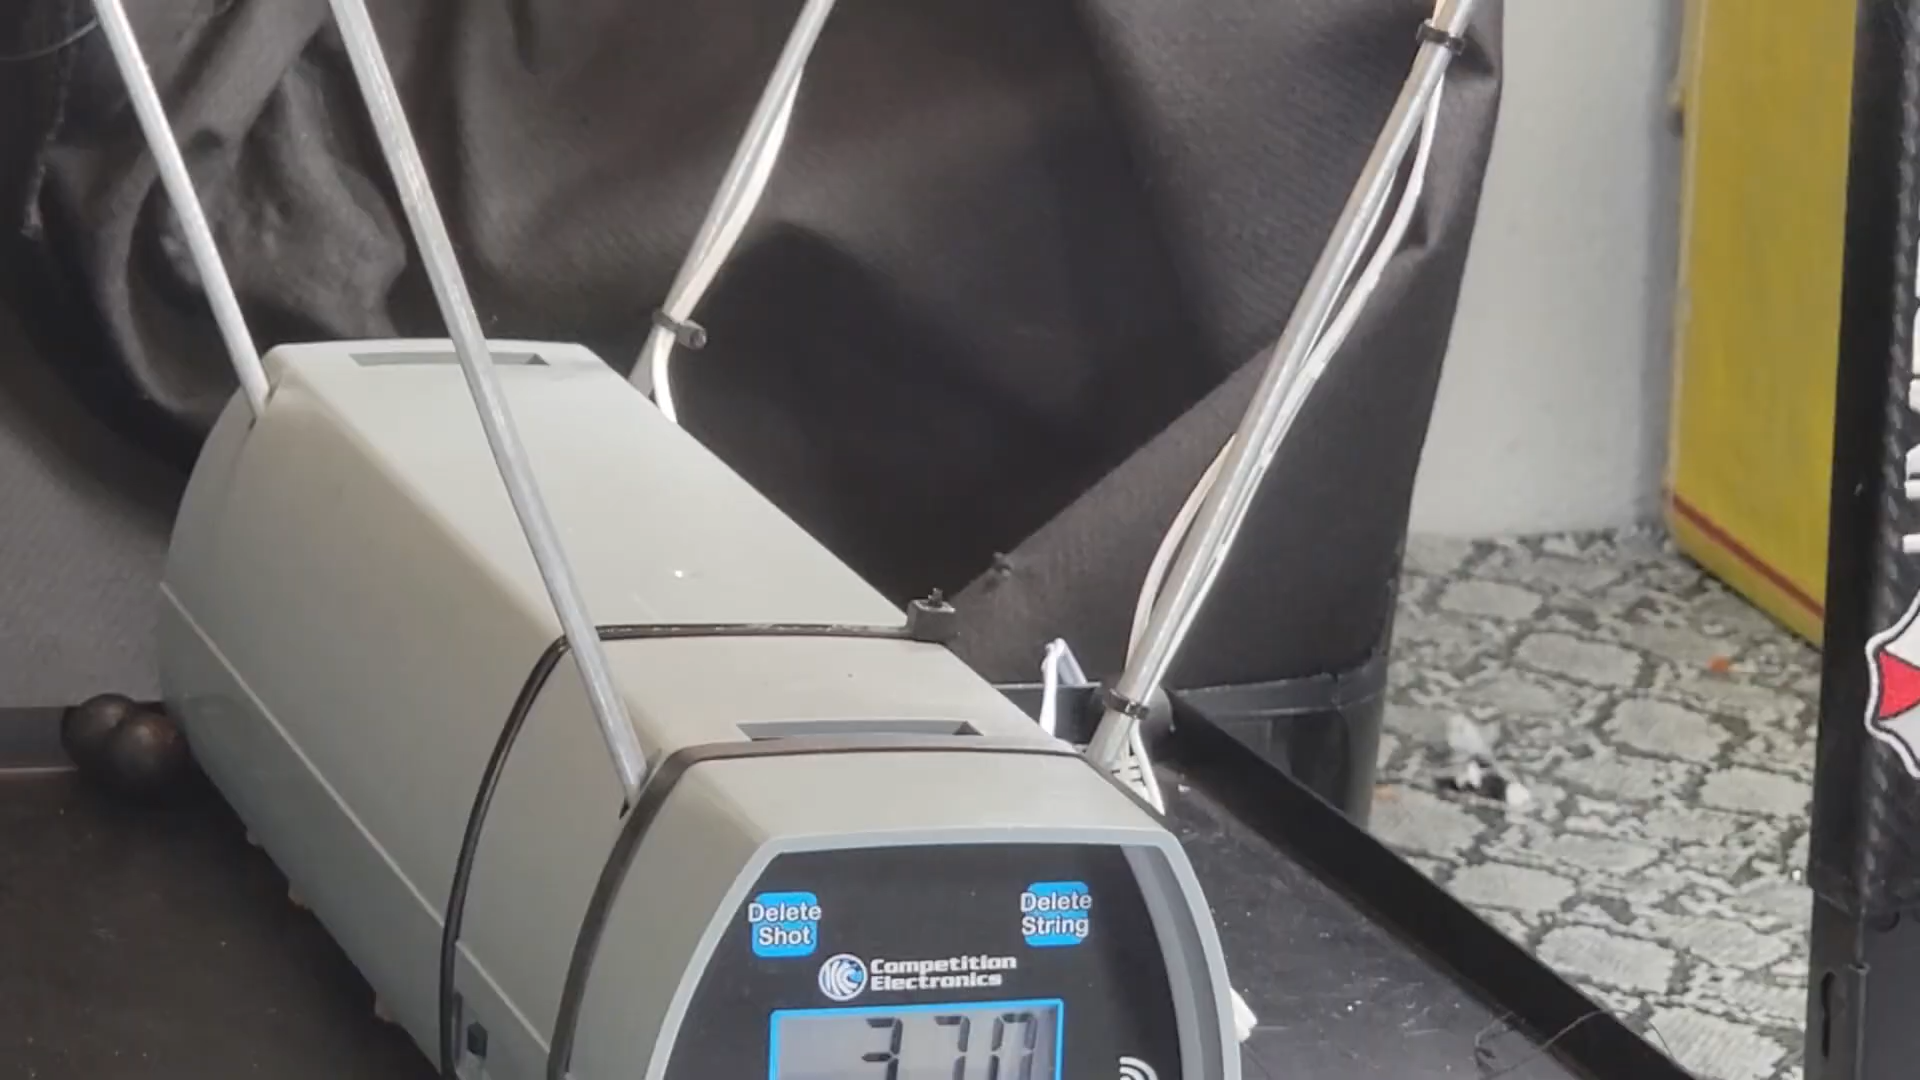 Delete
Shot
Delete
String
Competition
Electronics